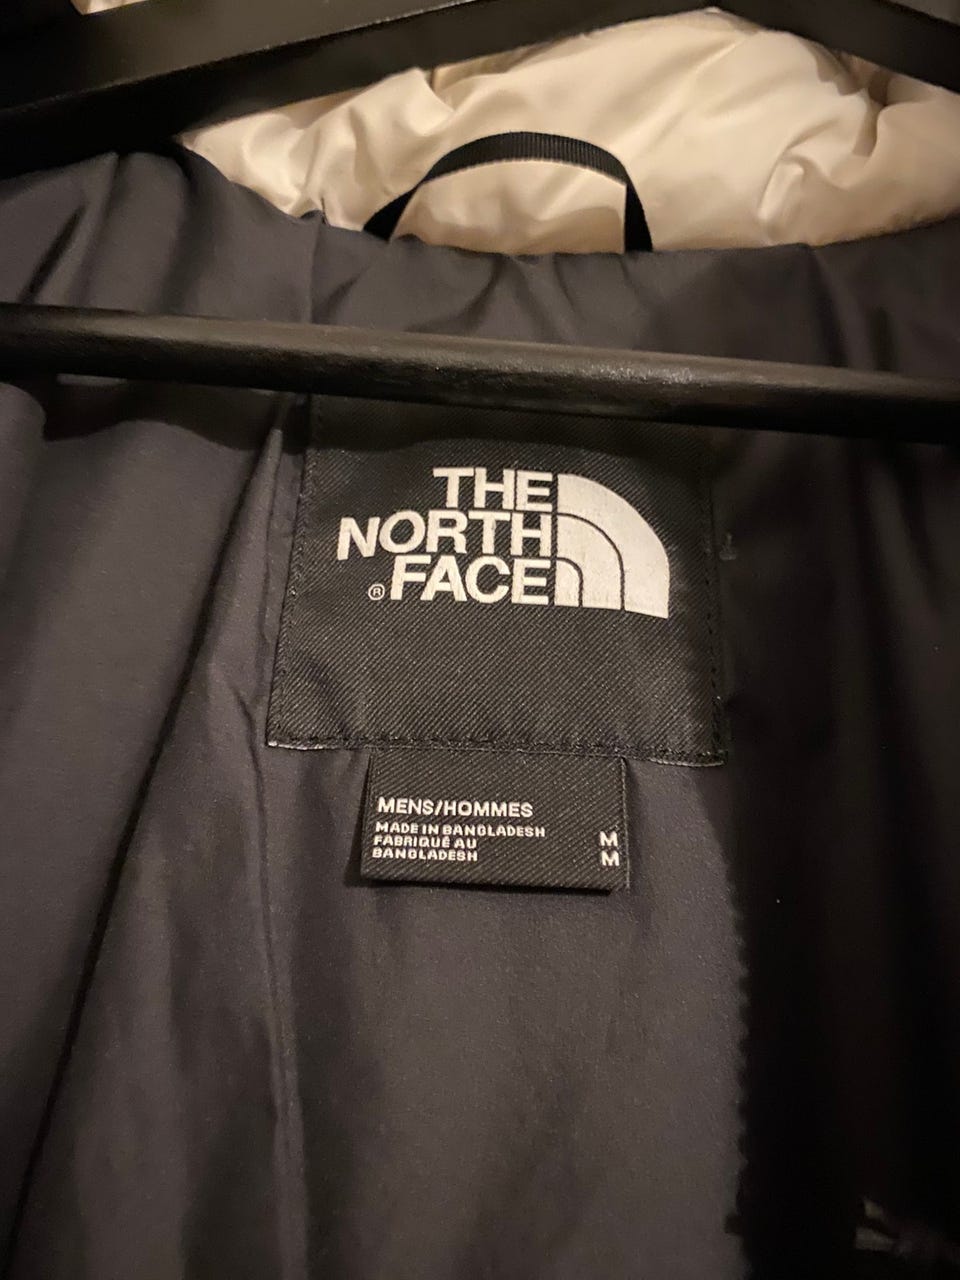 THE
NORTH
® FACE
MENS/HOMMES
MADE IN BANGLADESH M
FABRIQUÉ AU
BANGLADESH M